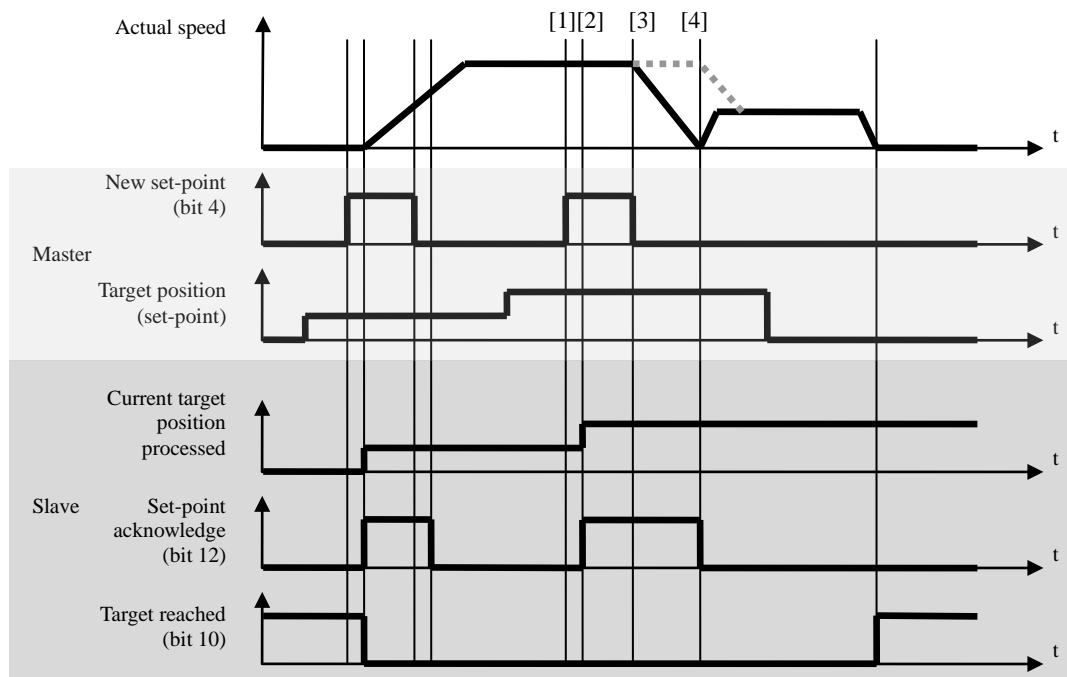 Actual speed
[1][2]
[3]
[4]
t
New set-point
(bit 4)
t
Master
Target position
(set-point)
t
Current target
position
processed
t
Slave
Set-point
acknowledge
(bit 12)
t
Target reached
(bit 10)
t